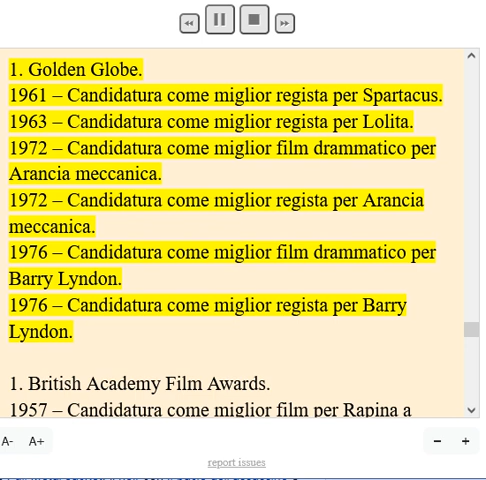 1. Golden Globe.
1961 – Candidatura come miglior regista per Spartacus.
1963 – Candidatura come miglior regista per Lolita.
1972 – Candidatura come miglior film drammatico per
Arancia meccanica.
1972 – Candidatura come miglior regista per Arancia
meccanica.
1976 – Candidatura come miglior film drammatico per
Barry Lyndon.
1976 – Candidatura come miglior regista per Barry
Lyndon.
1. British Academy Film Awards.
1957 – Candidatura come miglior film per Rapina a
A- A+ − +
report issues